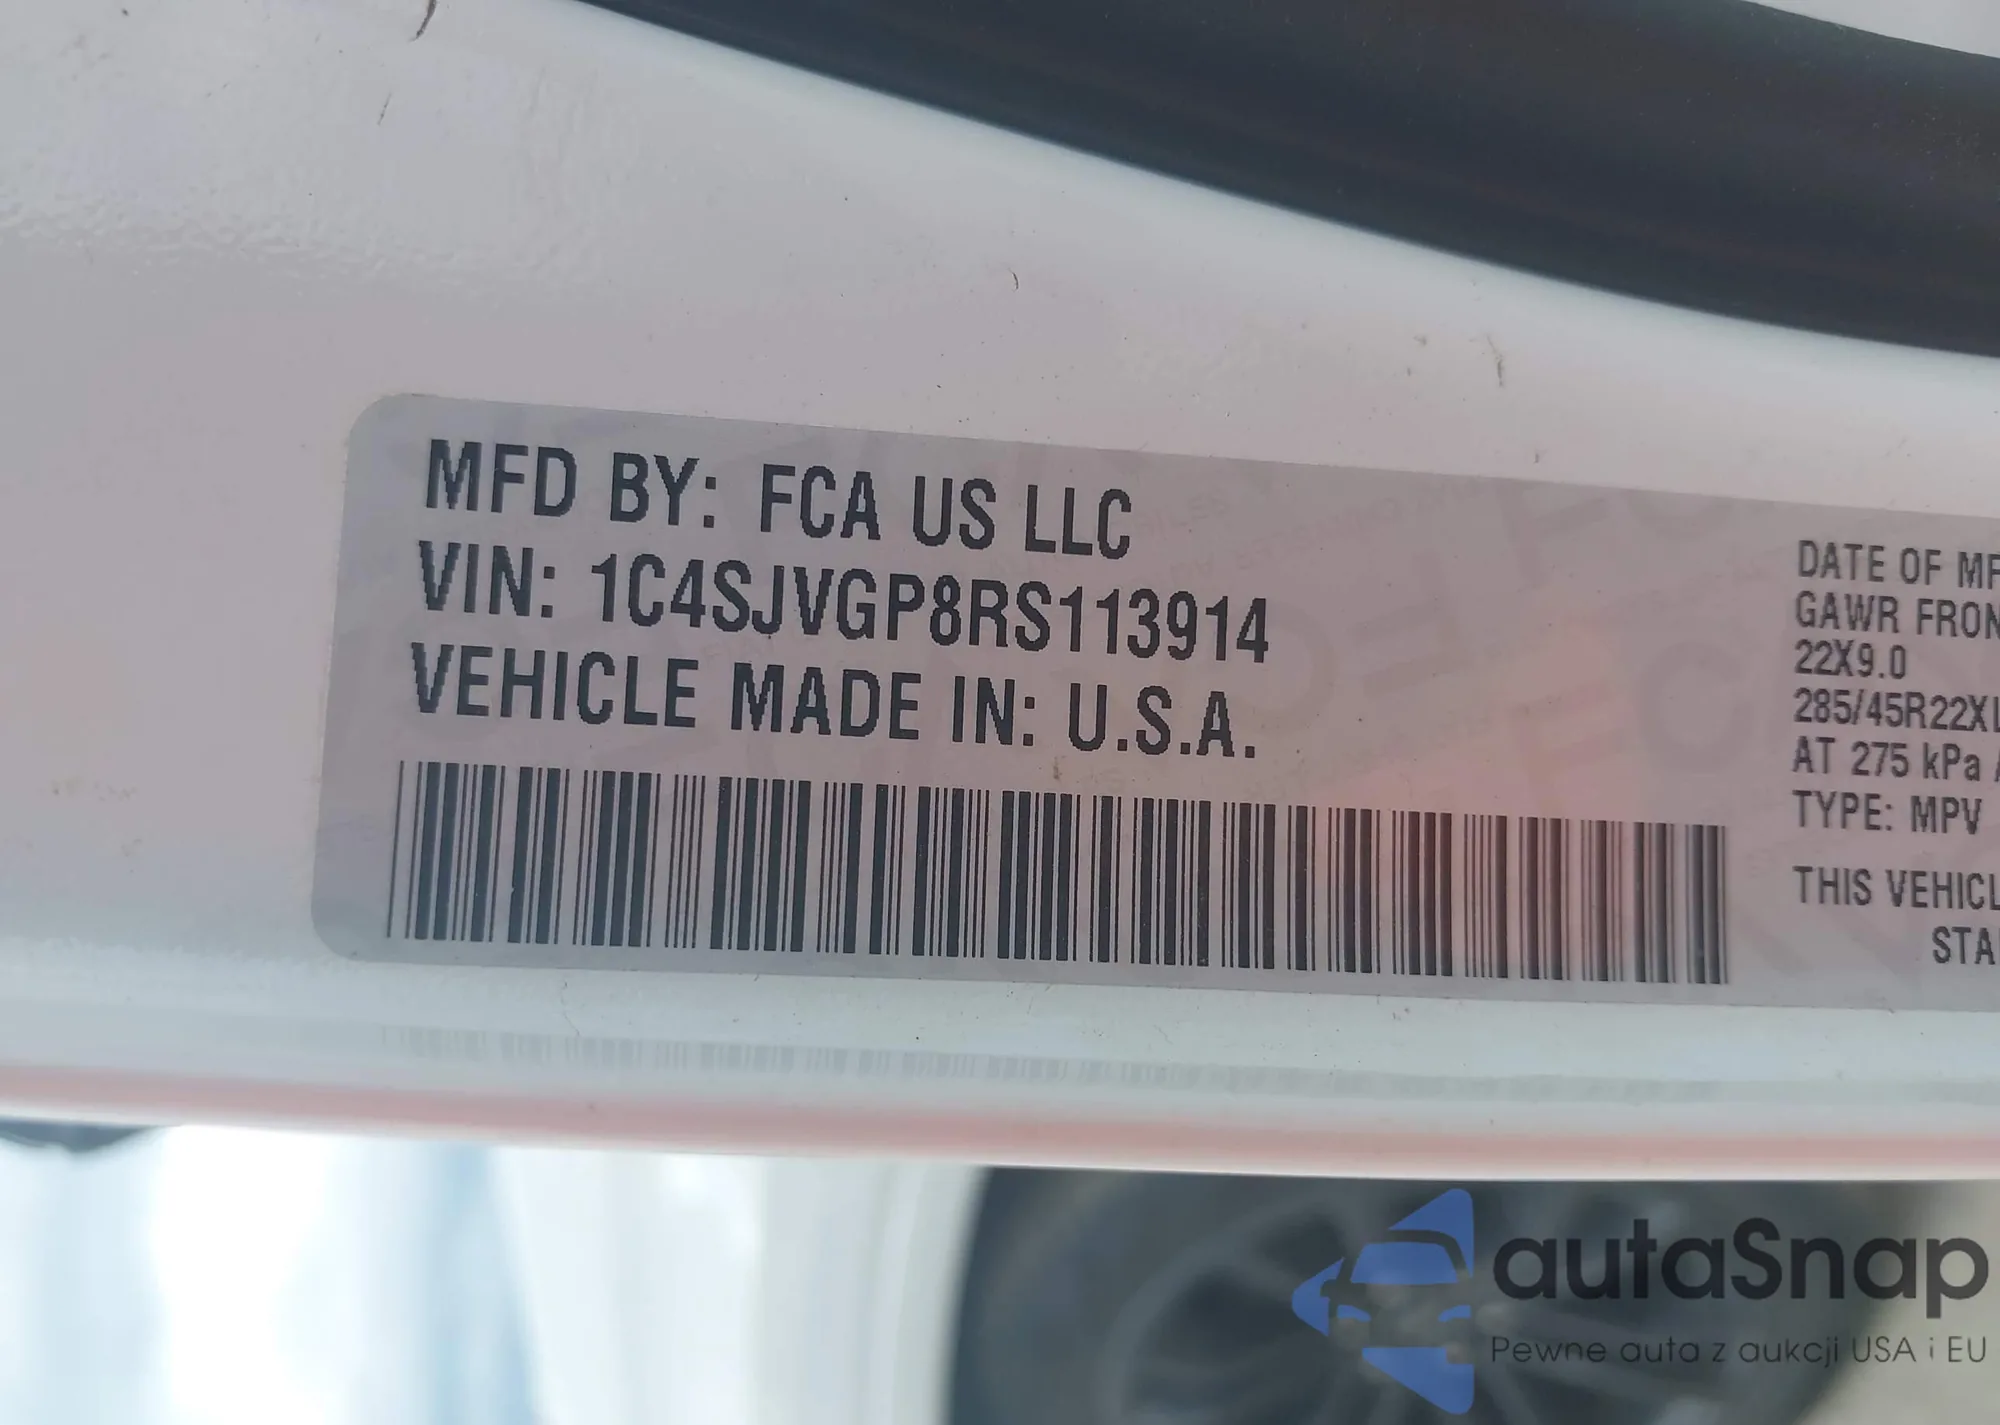 MFD BY: FCA US LLC
VIN: 1C4SJVGP8RS113914
VEHICLE MADE IN: U.S.A.
DATE OF MF
GAWR FRON
22X9.0
285/45R22XL
AT 275 kPa
TYPE: MPV
THIS VEHICL
STA
autaSnap
Pewne auta z aukcji USA i EU